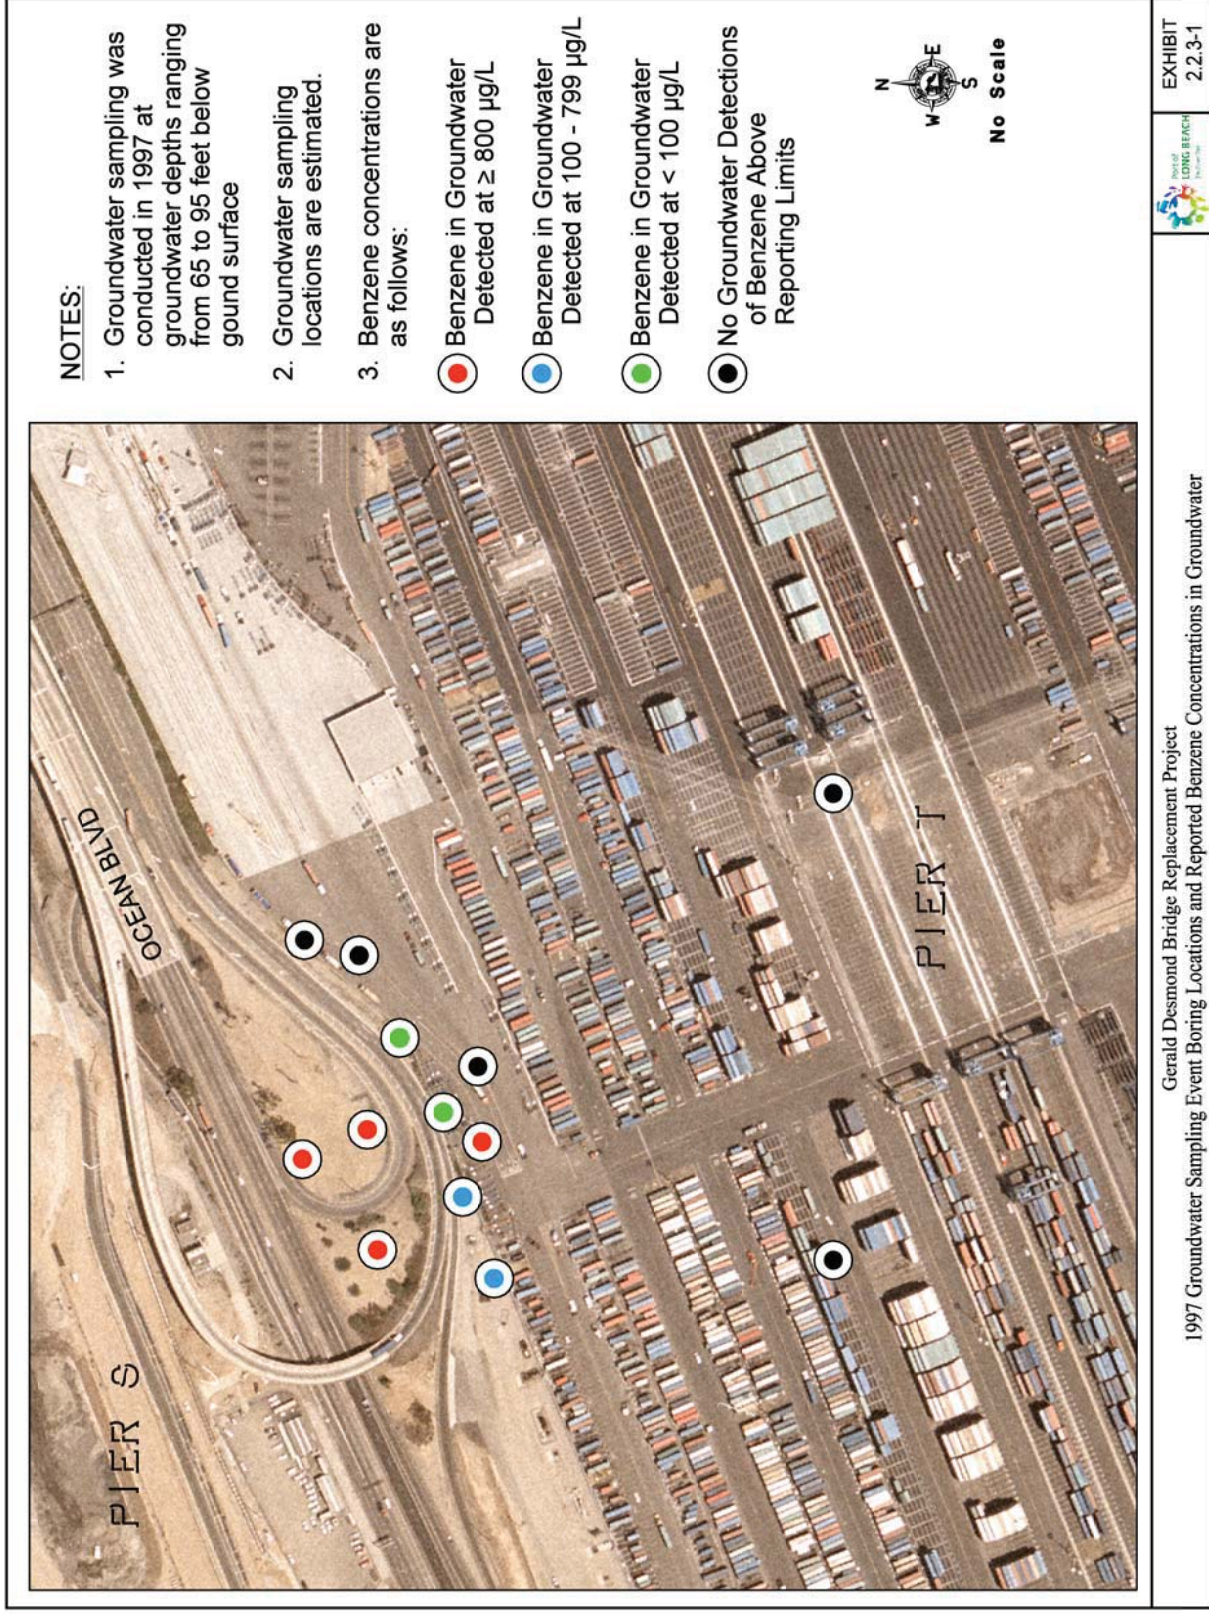 PIER S
OCEAN BLVD
PIER T
NOTES:
1. Groundwater sampling was
conducted in 1997 at
groundwater depths ranging
from 65 to 95 feet below
gound surface
2. Groundwater sampling
locations are estimated.
3. Benzene concentrations are
as follows:
Benzene in Groundwater
Detected at ≥ 800 µg/L
Benzene in Groundwater
Detected at 100 - 799 µg/L
Benzene in Groundwater
Detected at < 100 µg/L
No Groundwater Detections
of Benzene Above
Reporting Limits
N
W E
S
No Scale
Gerald Desmond Bridge Replacement Project
1997 Groundwater Sampling Event Boring Locations and Reported Benzene Concentrations in Groundwater
Port of
LONG BEACH
EXHIBIT
2.2.3-1